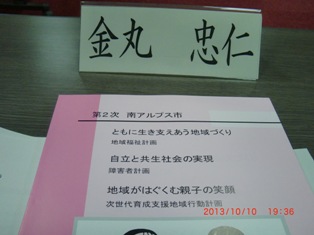 金丸 忠仁
第2次 南アルプス市
ともに生き支えあう地域づくり
地域福祉計画
自立と共生社会の実現
障害者計画
地域がはぐくむ親子の笑顔
次世代育成支援地域行動計画
2013/10/10 19:36